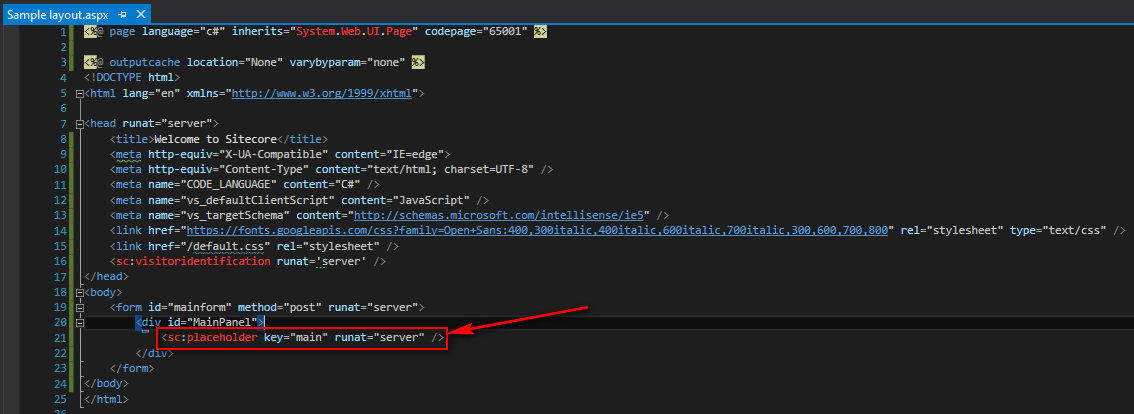 Sample layout.aspx
1 <%@ page language="c#" inherits="System.Web.UI.Page" codepage="65001" %>
2
3 <%@ outputcache location="None" varybyparam="none" %>
4 <!DOCTYPE html>
5 <html lang="en" xmlns="http://www.w3.org/1999/xhtml">
6
7 <head runat="server">
8 <title>Welcome to Sitecore</title>
9 <meta http-equiv="X-UA-Compatible" content="IE=edge">
10 <meta http-equiv="Content-Type" content="text/html; charset=UTF-8" />
11 <meta name="CODE_LANGUAGE" content="C#" />
12 <meta name="vs_defaultClientScript" content="JavaScript" />
13 <meta name="vs_targetSchema" content="http://schemas.microsoft.com/intellisense/ie5" />
14 <link href="https://fonts.googleapis.com/css?family=Open+Sans:400,300italic,400italic,600italic,700italic,300,600,700,800" rel="stylesheet" type="text/css" />
15 <link href="/default.css" rel="stylesheet" />
16 <sc:visitoridentification runat='server' />
17 </head>
18 <body>
19 <form id="mainform" method="post" runat="server">
20 <div id="MainPanel">
21 <sc:placeholder key="main" runat="server" />
22 </div>
23 </form>
24 </body>
25 </html>